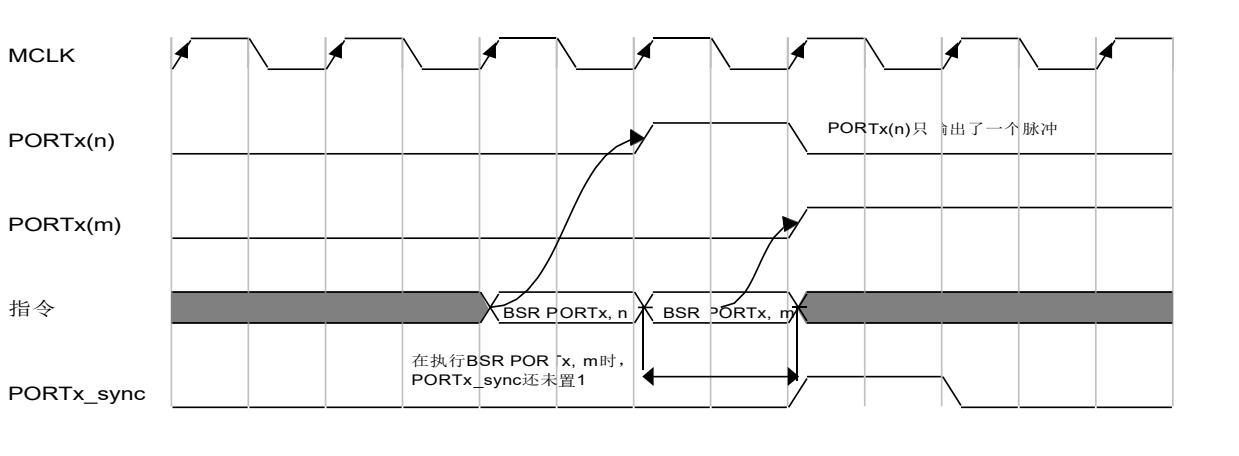 MCLK
PORTx(n)
PORTx(n)只 输出了一个脉冲
PORTx(m)
指令
BSR PORTx, n
BSR PORTx, m
在执行BSR PORTx, m时,
PORTx_sync还未置1
PORTx_sync